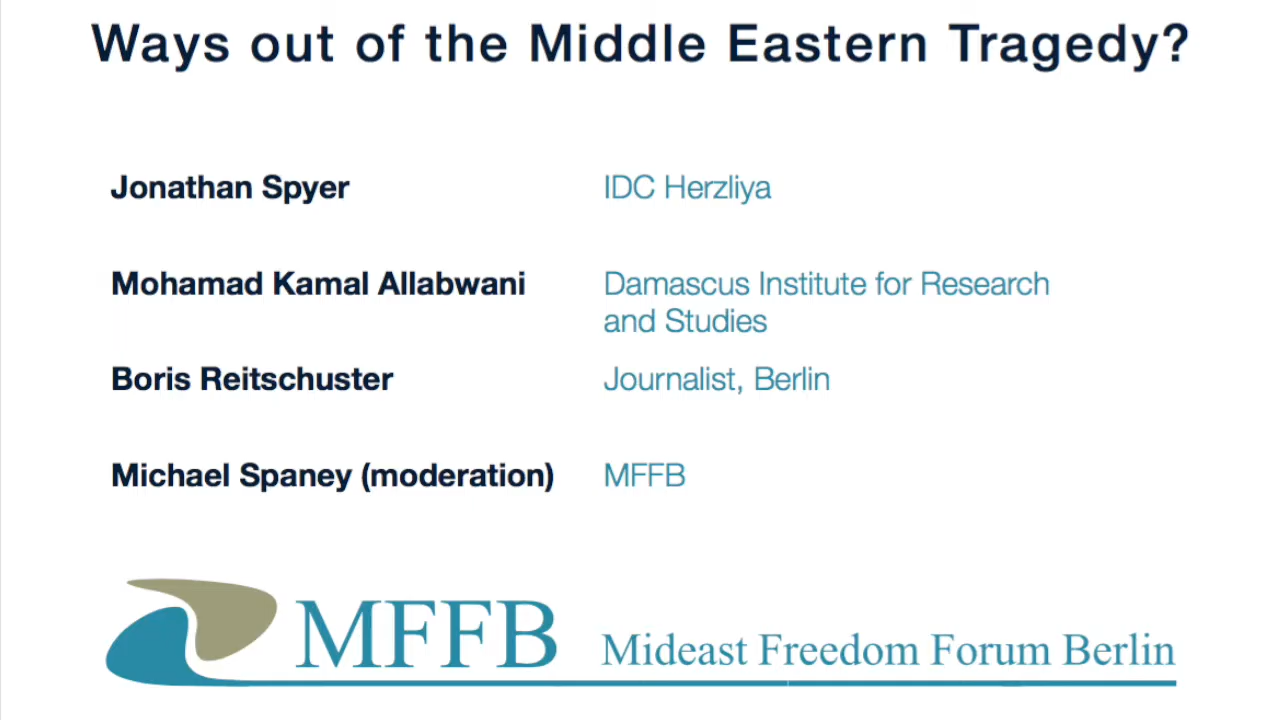 Ways out of the Middle Eastern Tragedy?
Jonathan Spyer IDC Herzliya
Mohamad Kamal Allabwani Damascus Institute for Research
and Studies
Boris Reitschuster Journalist, Berlin
Michael Spaney (moderation) MFFB
MFFB Mideast Freedom Forum Berlin